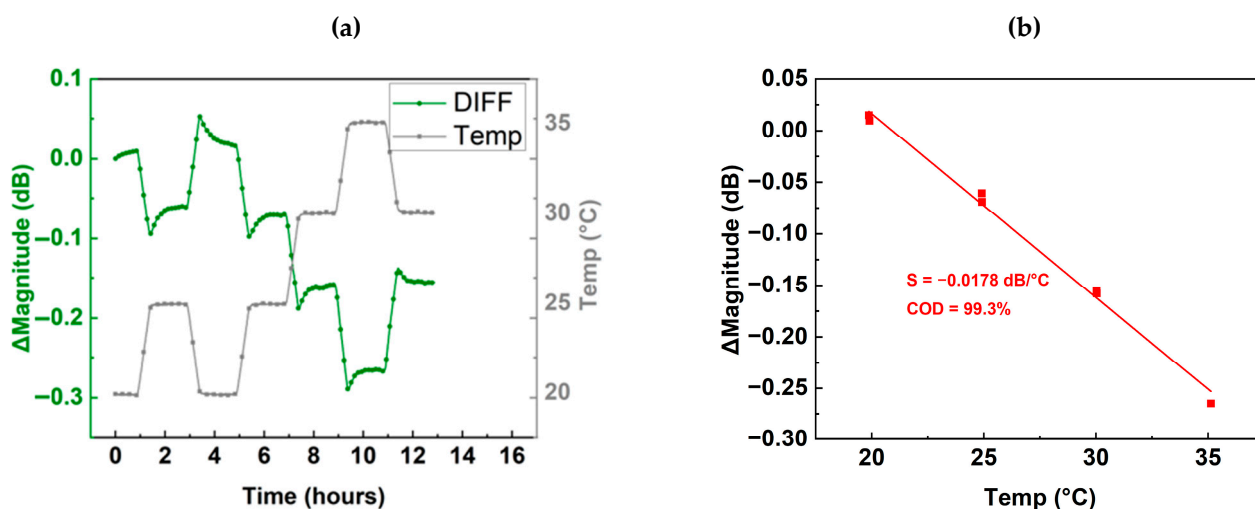 (a)
0.1
0.0
−0.1
−0.2
−0.3
ΔMagnitude (dB)
DIFF
Temp
35
30
25
20
Temp (°C)
0 2 4 6 8 10 12 14 16
Time (hours)
(b)
0.05
0.00
−0.05
−0.10
−0.15
−0.20
−0.25
−0.30
ΔMagnitude (dB)
S = −0.0178 dB/°C
COD = 99.3%
20 25 30 35
Temp (°C)